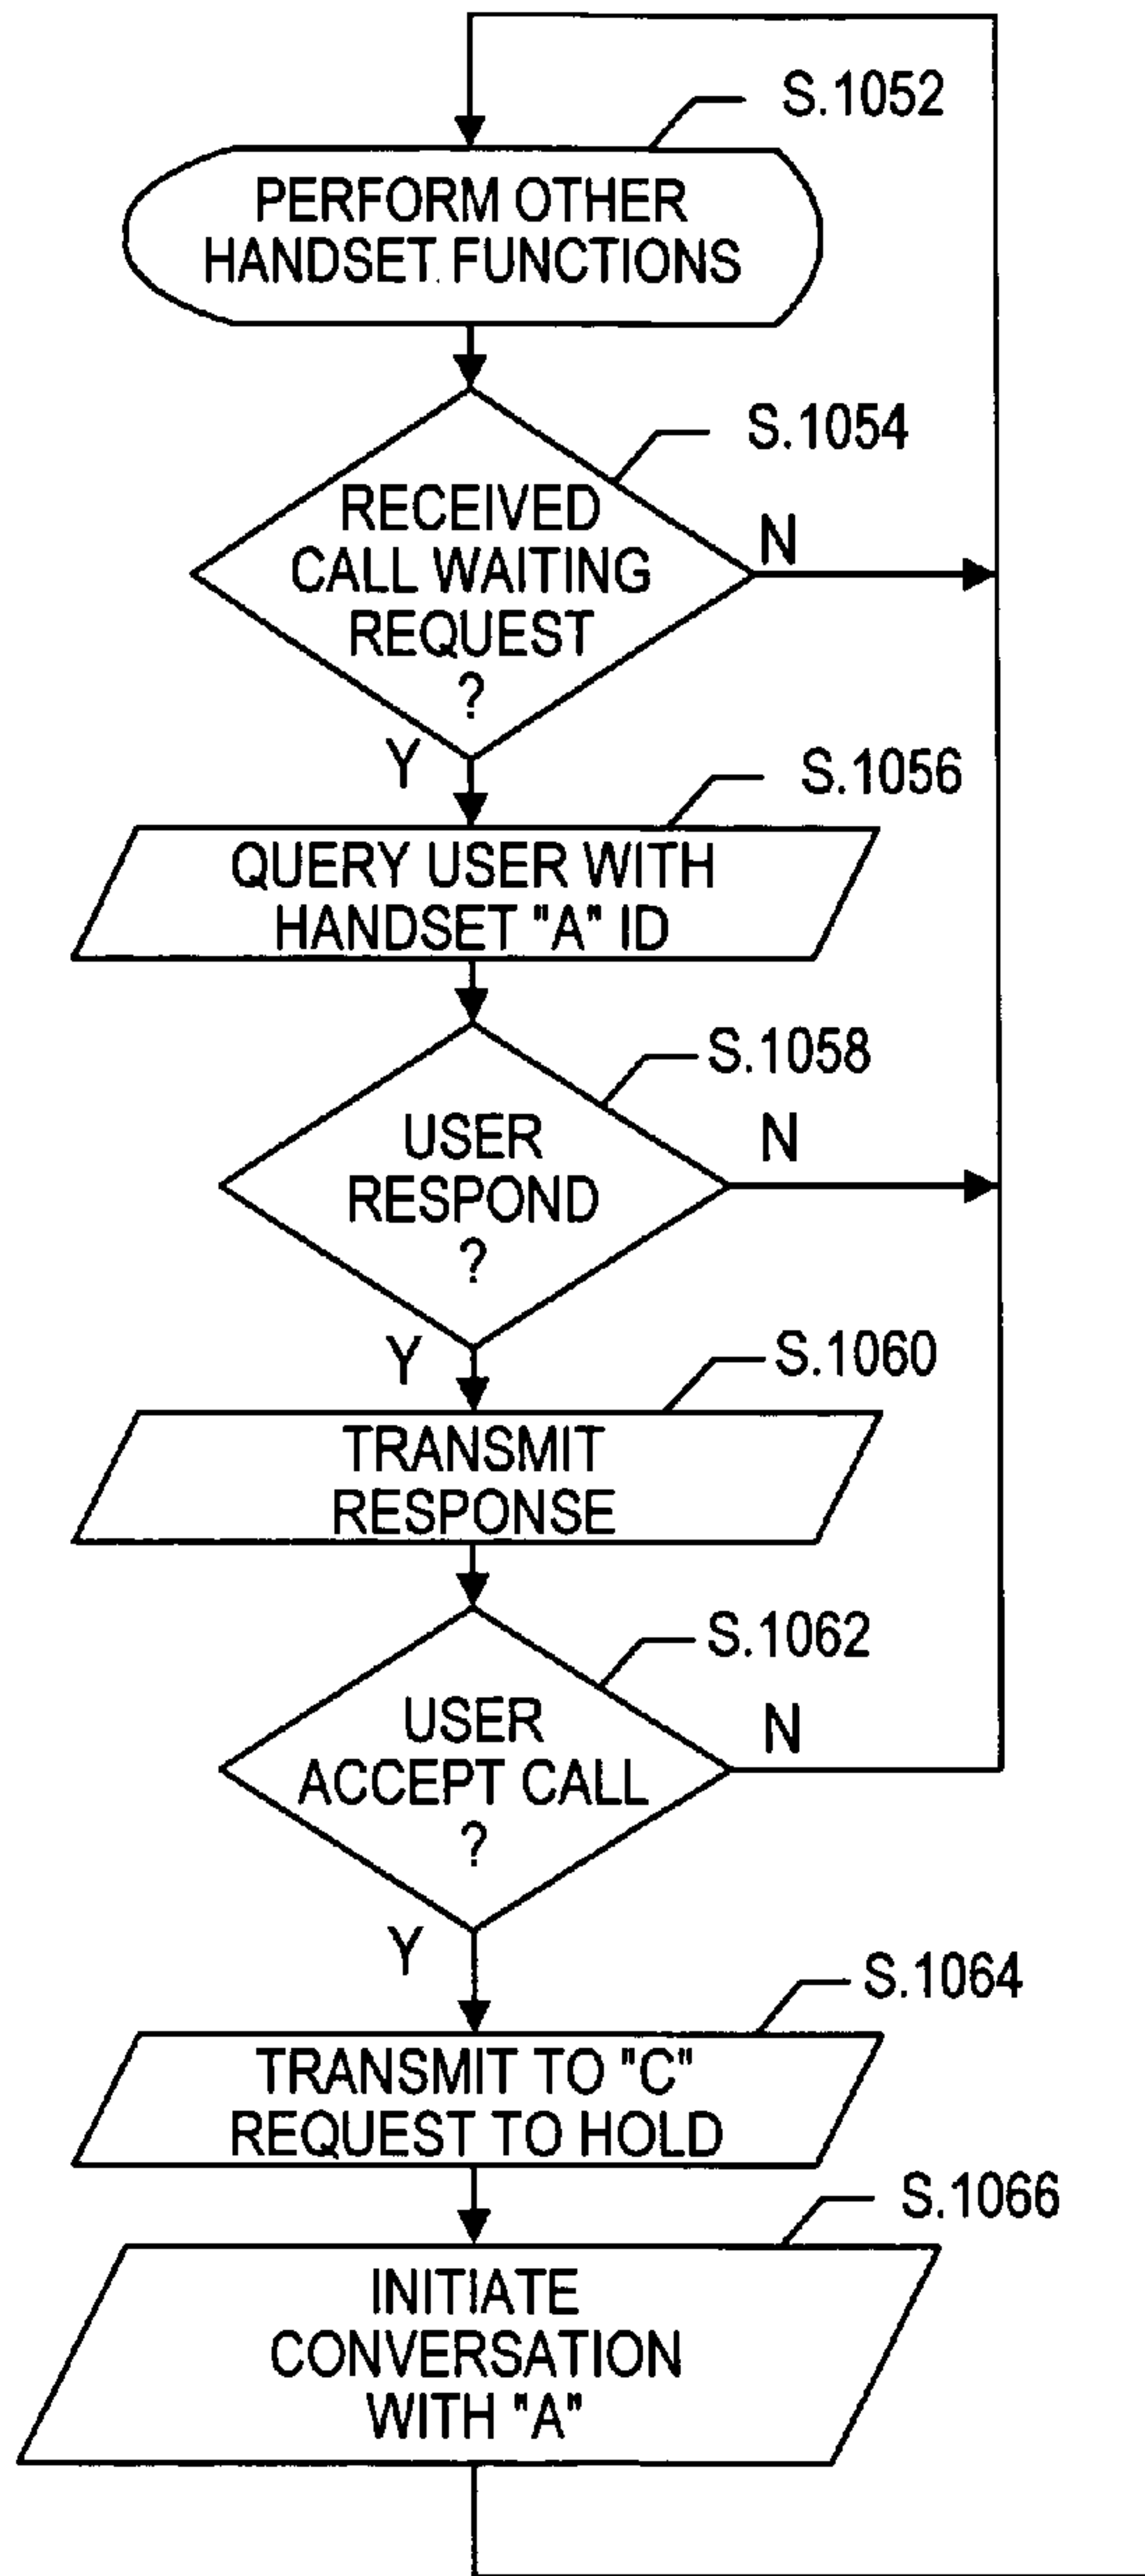 S.1052
PERFORM OTHER
HANDSET FUNCTIONS
S.1054
RECEIVED
CALL WAITING
REQUEST
?
N
Y
S.1056
QUERY USER WITH
HANDSET "A" ID
S.1058
USER
RESPOND
?
N
Y
S.1060
TRANSMIT
RESPONSE
S.1062
USER
ACCEPT CALL
?
N
Y
S.1064
TRANSMIT TO "C"
REQUEST TO HOLD
S.1066
INITIATE
CONVERSATION
WITH "A"